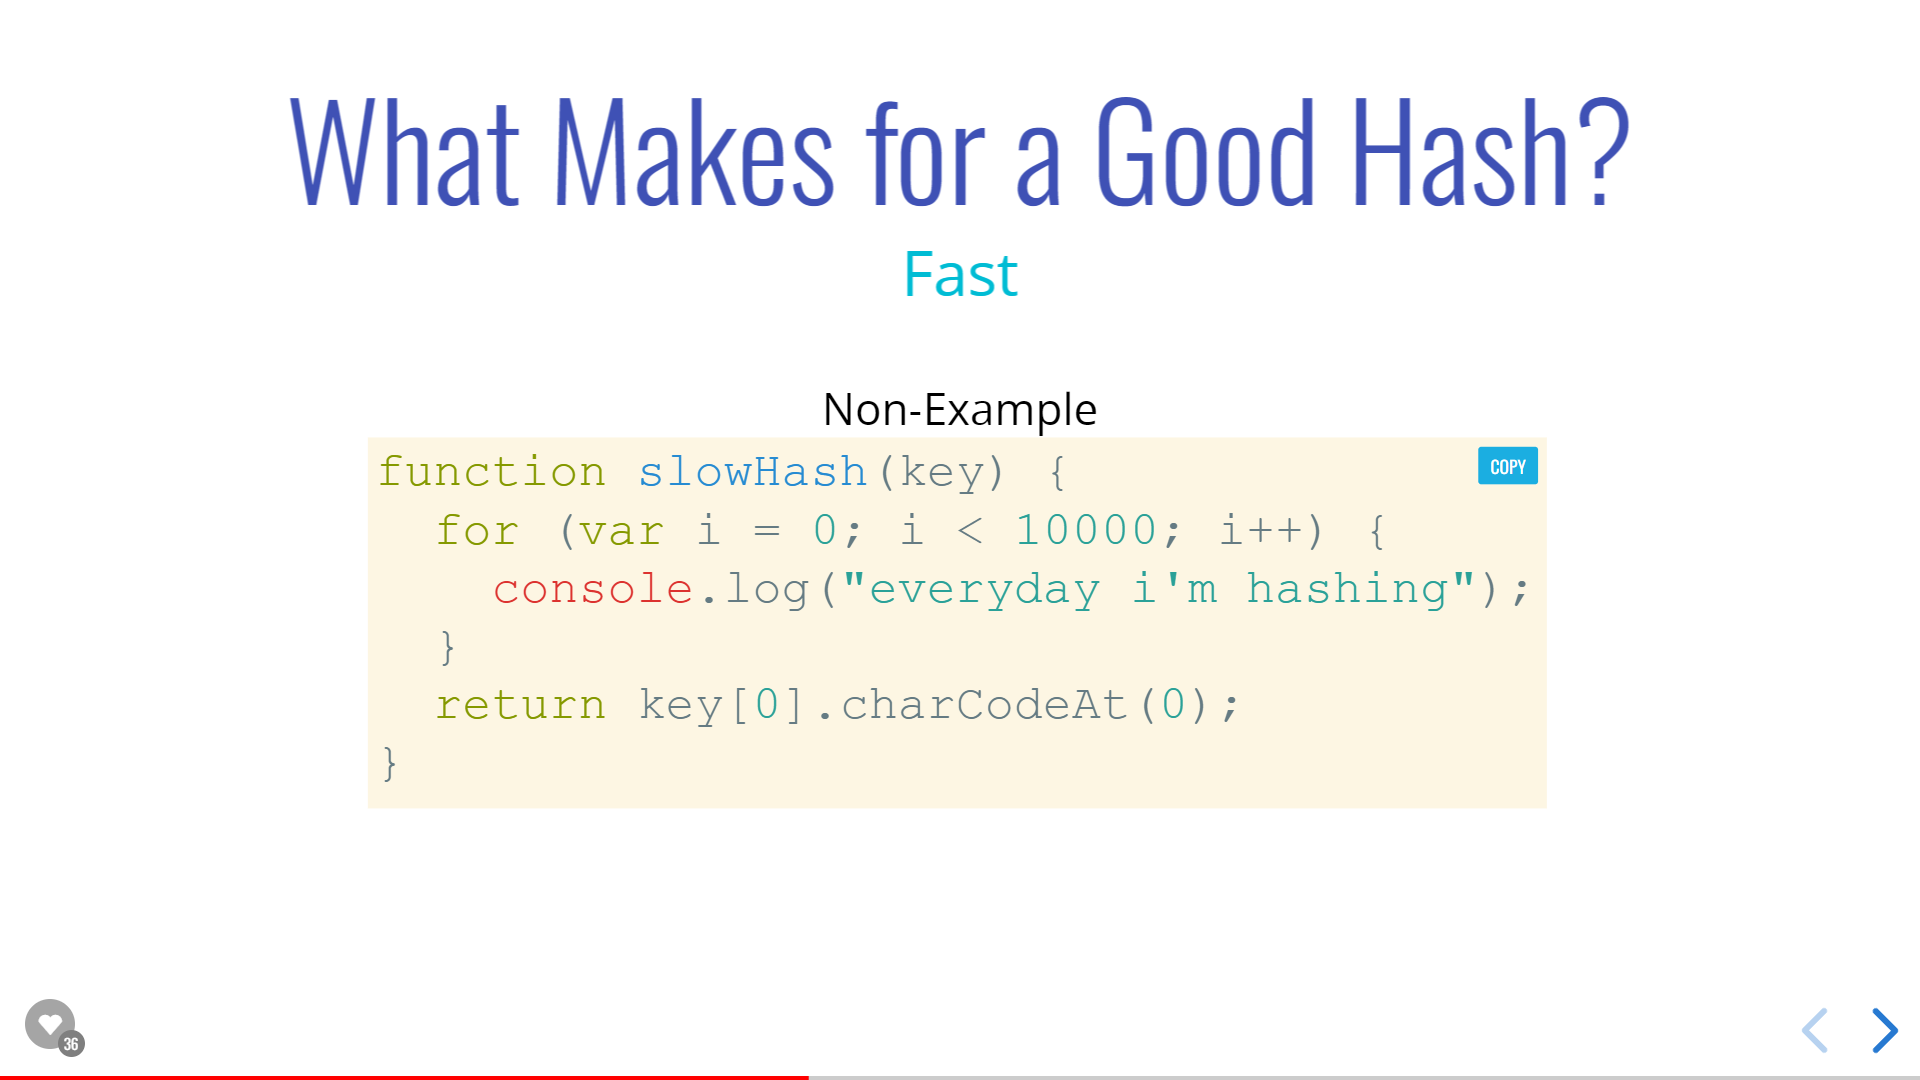 What Makes for a Good Hash?
Fast
Non-Example
function slowHash(key) {
COPY
  for (var i = 0; i < 10000; i++) {
    console.log("everyday i'm hashing");
  }
  return key[0].charCodeAt(0);
}
36